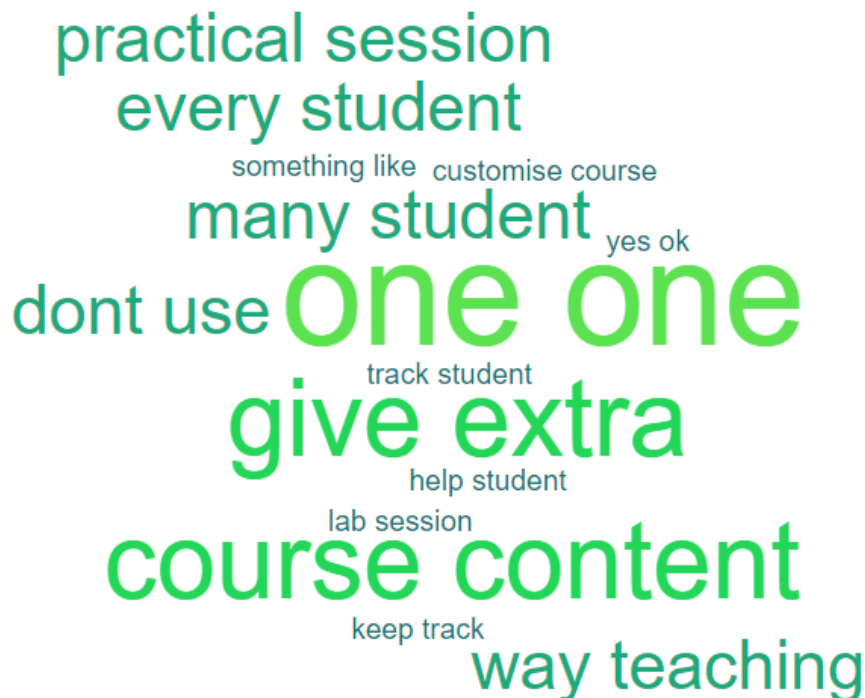 practical session
every student
something like customise course
many student
yes ok
dont use one one
track student
give extra
help student
lab session
course content
keep track
way teaching